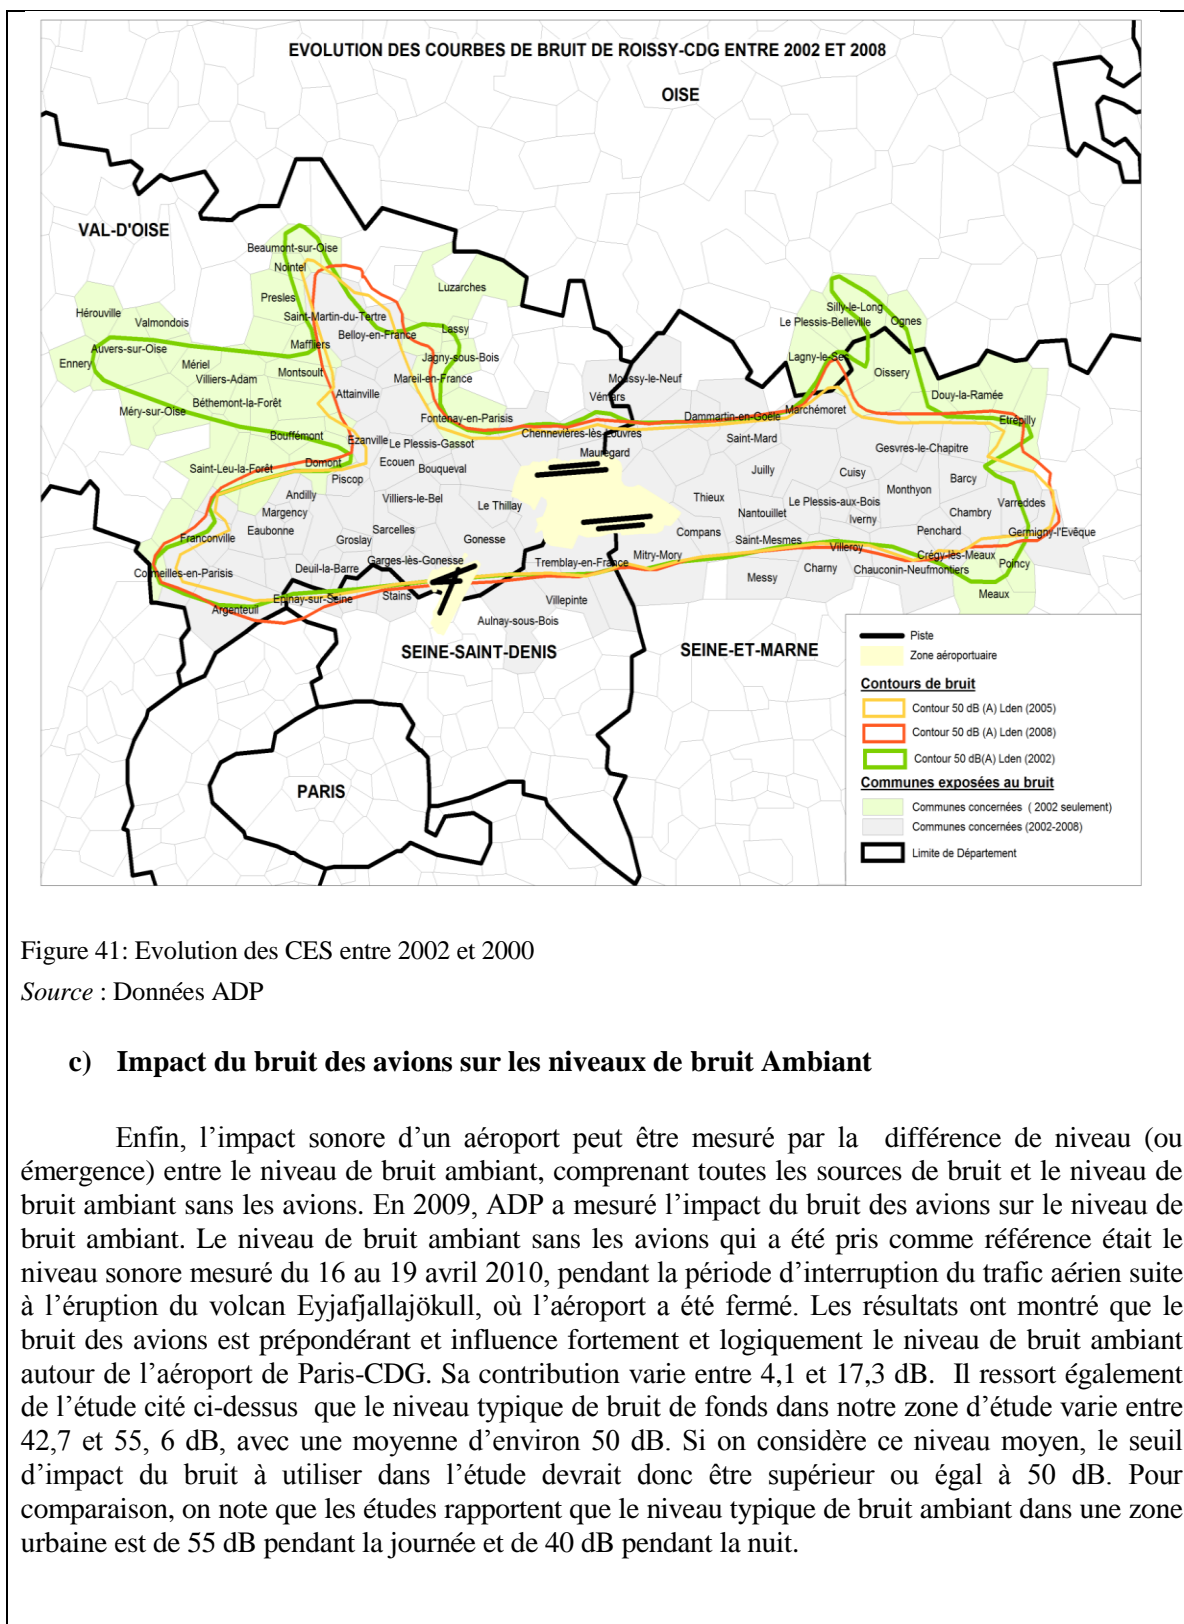 EVOLUTION DES COURBES DE BRUIT DE ROISSY-CDG ENTRE 2002 ET 2008
OISE
VAL-D'OISE
Beaumont-sur-Oise
Nointel
Presles
Luzarches
Hérouville
Valmondois
Saint-Martin-du-Tertre
Belloy-en-France
Lassy
Silly-le-Long
Le Plessis-Belleville
Ognes
Auvers-sur-Oise
Maffliers
Jagny-sous-Bois
Lagny-le-Sec
Ennery
Mériel
Montsoult
Mareil-en-France
Oissery
Villiers-Adam
Moussy-le-Neuf
Attainville
Vémars
Douy-la-Ramée
Béthemont-la-Forêt
Méry-sur-Oise
Marchémoret
Fontenay-en-Parisis
Dammartin-en-Goële
Etrépilly
Bouffémont
Chennevières-lès-Louvres
Ezanville
Le Plessis-Gassot
Saint-Mard
Mauregard
Gesvres-le-Chapitre
Domont
Ecouen
Bouqueval
Saint-Leu-la-Forêt
Juilly
Cuisy
Piscop
Barcy
Andilly
Villiers-le-Bel
Thieux
Monthyon
Margency
Le Thillay
Le Plessis-aux-Bois
Varreddes
Nantouillet
Chambry
Iverny
Eaubonne
Sarcelles
Compans
Penchard
Germigny-l'Evêque
Franconville
Groslay
Gonesse
Saint-Mesmes
Villeroy
Mitry-Mory
Crégy-lès-Meaux
Garges-lès-Gonesse
Tremblay-en-France
Poincy
Deuil-la-Barre
Charny
Chauconin-Neufmontiers
Cormeilles-en-Parisis
Messy
Meaux
Stains
Epinay-sur-Seine
Villepinte
Argenteuil
Aulnay-sous-Bois
SEINE-SAINT-DENIS
SEINE-ET-MARNE
PARIS
Piste
Zone aéroportuaire
Contours de bruit
Contour 50 dB (A) Lden (2005)
Contour 50 dB (A) Lden (2008)
Contour 50 dB(A) Lden (2002)
Communes exposées au bruit
Communes concernées ( 2002 seulement)
Communes concernées (2002-2008)
Limite de Département
Figure 41: Evolution des CES entre 2002 et 2000
Source : Données ADP
c) Impact du bruit des avions sur les niveaux de bruit Ambiant
Enfin, l'impact sonore d'un aéroport peut être mesuré par la différence de niveau (ou
émergence) entre le niveau de bruit ambiant, comprenant toutes les sources de bruit et le niveau de
bruit ambiant sans les avions. En 2009, ADP a mesuré l'impact du bruit des avions sur le niveau de
bruit ambiant. Le niveau de bruit ambiant sans les avions qui a été pris comme référence était le
niveau sonore mesuré du 16 au 19 avril 2010, pendant la période d'interruption du trafic aérien suite
à l'éruption du volcan Eyjafjallajökull, où l'aéroport a été fermé. Les résultats ont montré que le
bruit des avions est prépondérant et influence fortement et logiquement le niveau de bruit ambiant
autour de l'aéroport de Paris-CDG. Sa contribution varie entre 4,1 et 17,3 dB. Il ressort également
de l'étude cité ci-dessus que le niveau typique de bruit de fonds dans notre zone d'étude varie entre
42,7 et 55, 6 dB, avec une moyenne d'environ 50 dB. Si on considère ce niveau moyen, le seuil
d'impact du bruit à utiliser dans l'étude devrait donc être supérieur ou égal à 50 dB. Pour
comparaison, on note que les études rapportent que le niveau typique de bruit ambiant dans une zone
urbaine est de 55 dB pendant la journée et de 40 dB pendant la nuit.